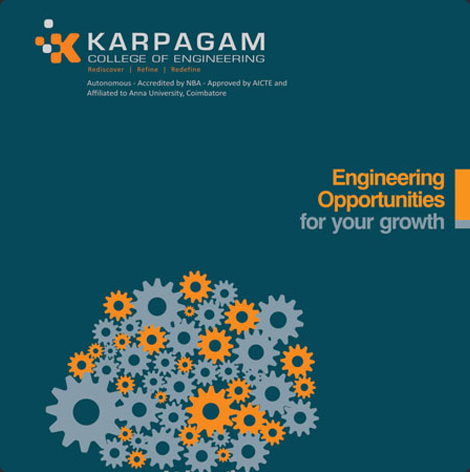 KARPAGAM
COLLEGE OF ENGINEERING
Rediscover | Refine | Redefine
Autonomous - Accredited by NBA - Approved by AICTE and
Affiliated to Anna University, Coimbatore
Engineering
Opportunities
for your growth